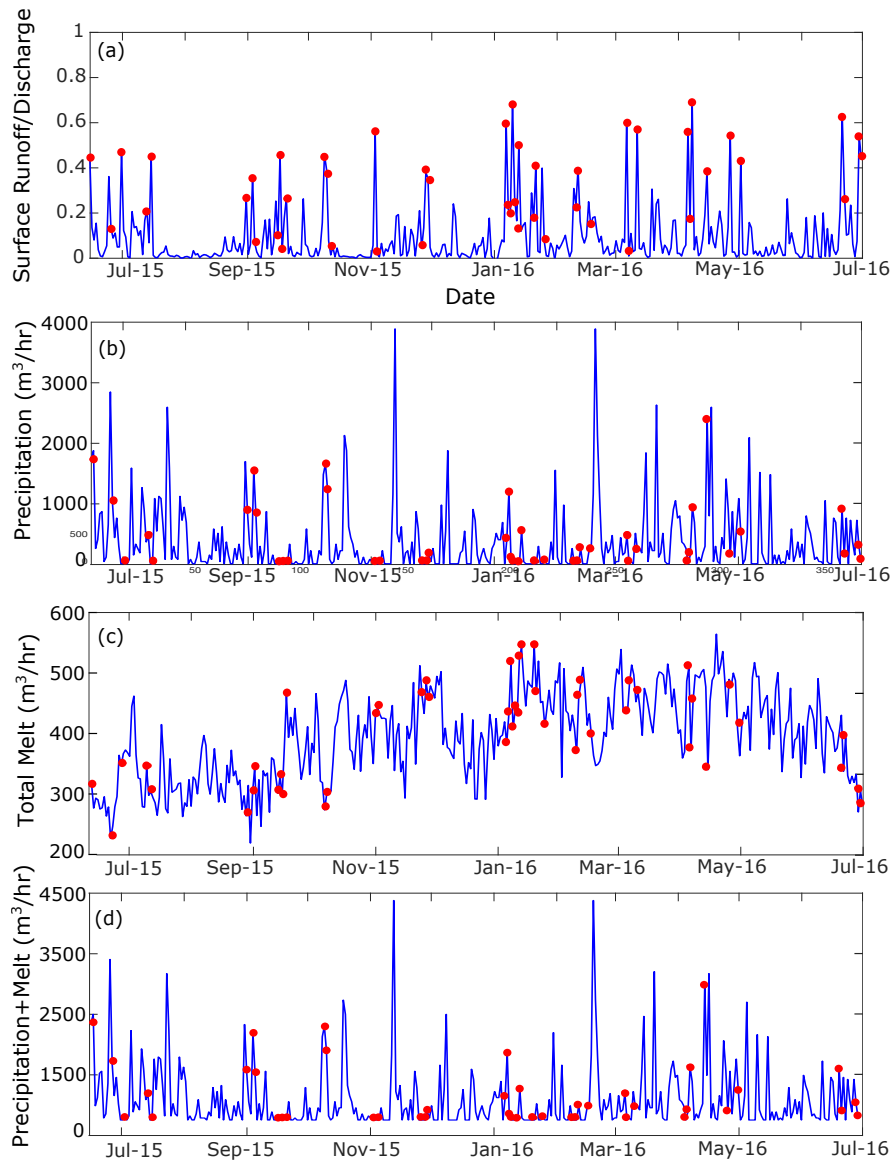 (a)
Surface Runoff/Discharge
1
0.8
0.6
0.4
0.2
0
Jul-15 Sep-15 Nov-15 Jan-16 Mar-16 May-16 Jul-16
Date
(b)
Precipitation (m³/hr)
4000
3000
2000
1000
500
0
50 100 150 200 250 300 350
Jul-15 Sep-15 Nov-15 Jan-16 Mar-16 May-16 Jul-16
(c)
Total Melt (m³/hr)
600
500
400
300
200
Jul-15 Sep-15 Nov-15 Jan-16 Mar-16 May-16 Jul-16
(d)
Precipitation+Melt (m³/hr)
4500
3500
2500
1500
0
Jul-15 Sep-15 Nov-15 Jan-16 Mar-16 May-16 Jul-16